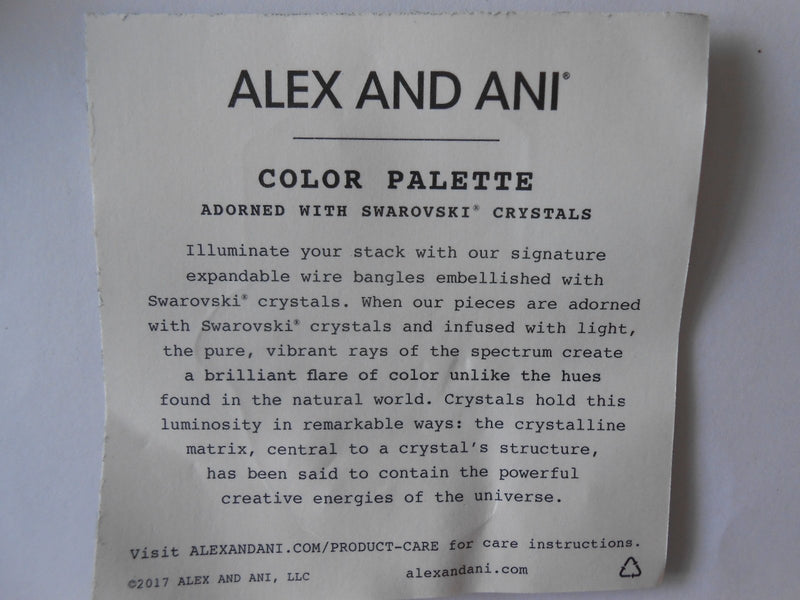 ALEX AND ANI®
COLOR PALETTE
ADORNED WITH SWAROVSKI® CRYSTALS
Illuminate your stack with our signature
expandable wire bangles embellished with
Swarovski® crystals. When our pieces are adorned
with Swarovski® crystals and infused with light,
the pure, vibrant rays of the spectrum create
a brilliant flare of color unlike the hues
found in the natural world. Crystals hold this
luminosity in remarkable ways: the crystalline
matrix, central to a crystal's structure,
has been said to contain the powerful
creative energies of the universe.
Visit ALEXANDANI.COM/PRODUCT-CARE for care instructions.
©2017 ALEX AND ANI, LLC
alexandani.com